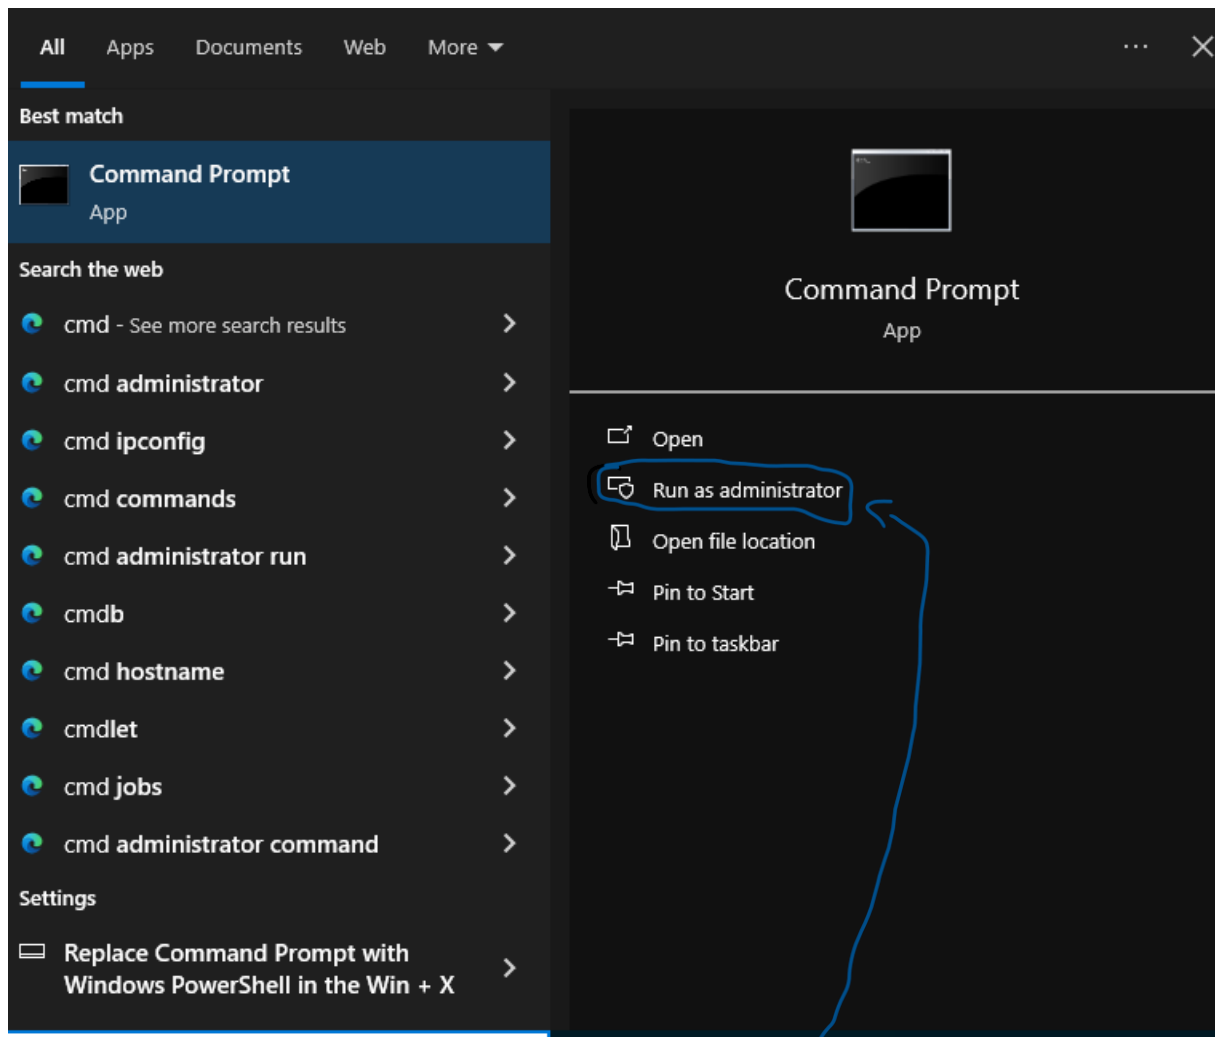 All Apps Documents Web More
Best match
Command Prompt
App
Search the web
cmd - See more search results
cmd administrator
cmd ipconfig
cmd commands
cmd administrator run
cmdb
cmd hostname
cmdlet
cmd jobs
cmd administrator command
Settings
Replace Command Prompt with
Windows PowerShell in the Win + X
Command Prompt
App
Open
Run as administrator
Open file location
Pin to Start
Pin to taskbar